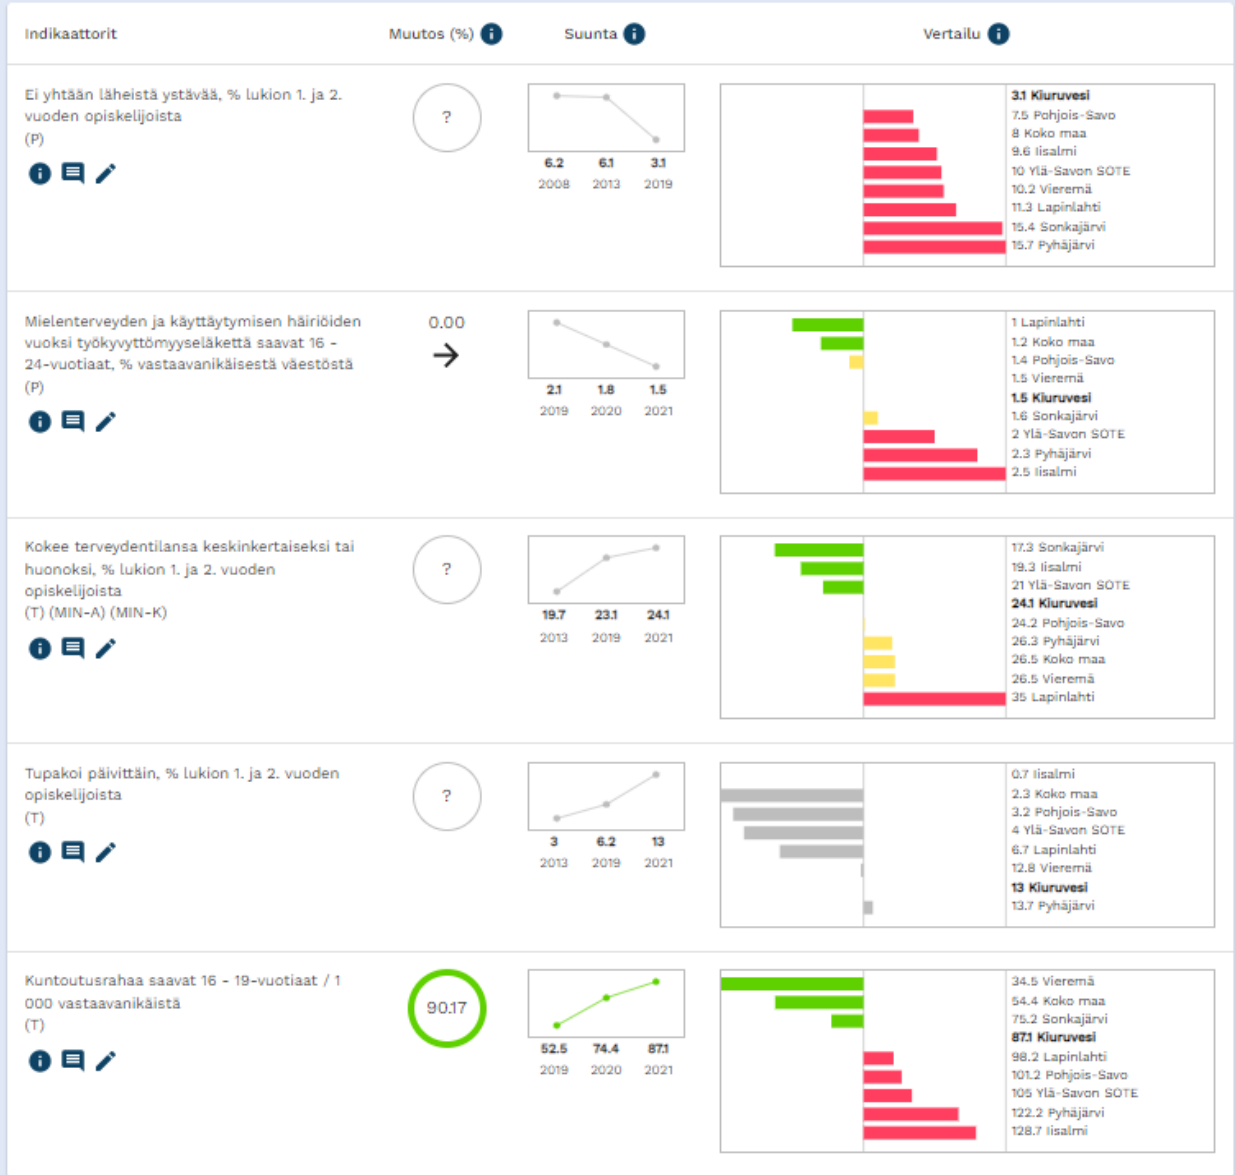 Indikaattorit
Muutos (%)
Suunta
Vertailu
Ei yhtään läheistä ystävää, % lukion 1. ja 2.
vuoden opiskelijoista
(P)
?
6.2 6.1 3.1
2008 2013 2019
3.1 Kiuruvesi
7.5 Pohjois-Savo
8 Koko maa
9.6 Iisalmi
10 Ylä-Savon SOTE
10.2 Vieremä
11.3 Lapinlahti
15.4 Sonkajärvi
15.7 Pyhäjärvi
Mielenterveyden ja käyttäytymisen häiriöiden
vuoksi työkyvyttömyyseläkettä saavat 16 -
24-vuotiaat, % vastaavanikäisestä väestöstä
(P)
0.00
2.1 1.8 1.5
2019 2020 2021
1 Lapinlahti
1.2 Koko maa
1.4 Pohjois-Savo
1.5 Vieremä
1.5 Kiuruvesi
1.6 Sonkajärvi
2 Ylä-Savon SOTE
2.3 Pyhäjärvi
2.5 Iisalmi
Kokee terveydentilansa keskinkertaiseksi tai
huonoksi, % lukion 1. ja 2. vuoden
opiskelijoista
(T) (MIN-A) (MIN-K)
?
19.7 23.1 24.1
2013 2019 2021
17.3 Sonkajärvi
19.3 Iisalmi
21 Ylä-Savon SOTE
24.1 Kiuruvesi
24.2 Pohjois-Savo
26.3 Pyhäjärvi
26.5 Koko maa
26.5 Vieremä
35 Lapinlahti
Tupakoi päivittäin, % lukion 1. ja 2. vuoden
opiskelijoista
(T)
?
3 6.2 13
2013 2019 2021
0.7 Iisalmi
2.3 Koko maa
3.2 Pohjois-Savo
4 Ylä-Savon SOTE
6.7 Lapinlahti
12.8 Vieremä
13 Kiuruvesi
13.7 Pyhäjärvi
Kuntoutusrahaa saavat 16 - 19-vuotiaat / 1
000 vastaavanikäistä
(T)
90.17
52.5 74.4 87.1
2019 2020 2021
34.5 Vieremä
54.4 Koko maa
75.2 Sonkajärvi
87.1 Kiuruvesi
98.2 Lapinlahti
101.2 Pohjois-Savo
105 Ylä-Savon SOTE
122.2 Pyhäjärvi
128.7 Iisalmi